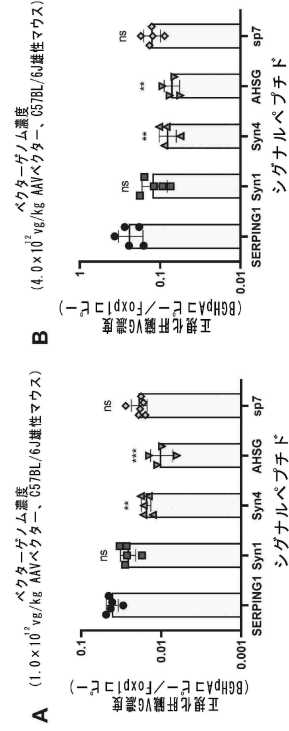 A
ベクターゲノム濃度
(1.0×10¹²vg/kg AAVベクター、C57BL/6J雄性マウス)
正規化肝臓VG濃度
(BGHpAコピー/Foxp1コピー)
0.1
0.01
0.001
ns
**
***
ns
SERPING1 Syn1 Syn4 AHSG sp7
シグナルペプチド
B
ベクターゲノム濃度
(4.0×10¹²vg/kg AAVベクター、C57BL/6J雄性マウス)
正規化肝臓VG濃度
(BGHpAコピー/Foxp1コピー)
1
0.1
0.01
ns
**
**
ns
SERPING1 Syn1 Syn4 AHSG sp7
シグナルペプチド